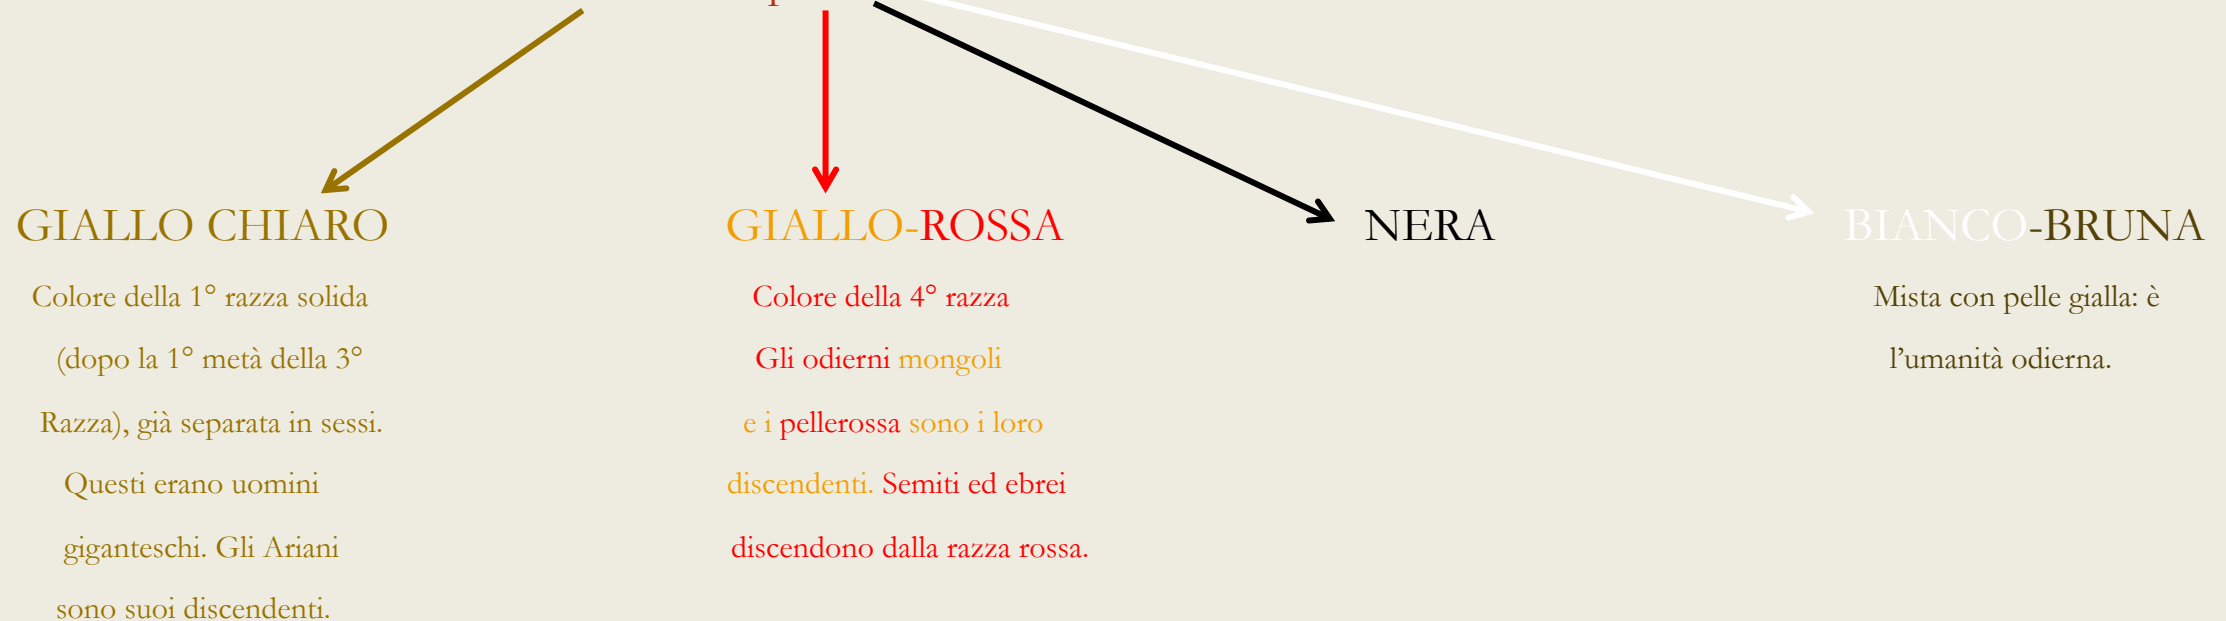 GIALLO CHIARO
Colore della 1° razza solida
(dopo la 1° metà della 3°
Razza), già separata in sessi.
Questi erano uomini
giganteschi. Gli Ariani
sono suoi discendenti.
GIALLO-ROSSA
Colore della 4° razza
Gli odierni mongoli
e i pellerossa sono i loro
discendenti. Semiti ed ebrei
discendono dalla razza rossa.
NERA
BIANCO-BRUNA
Mista con pelle gialla: è
l’umanità odierna.